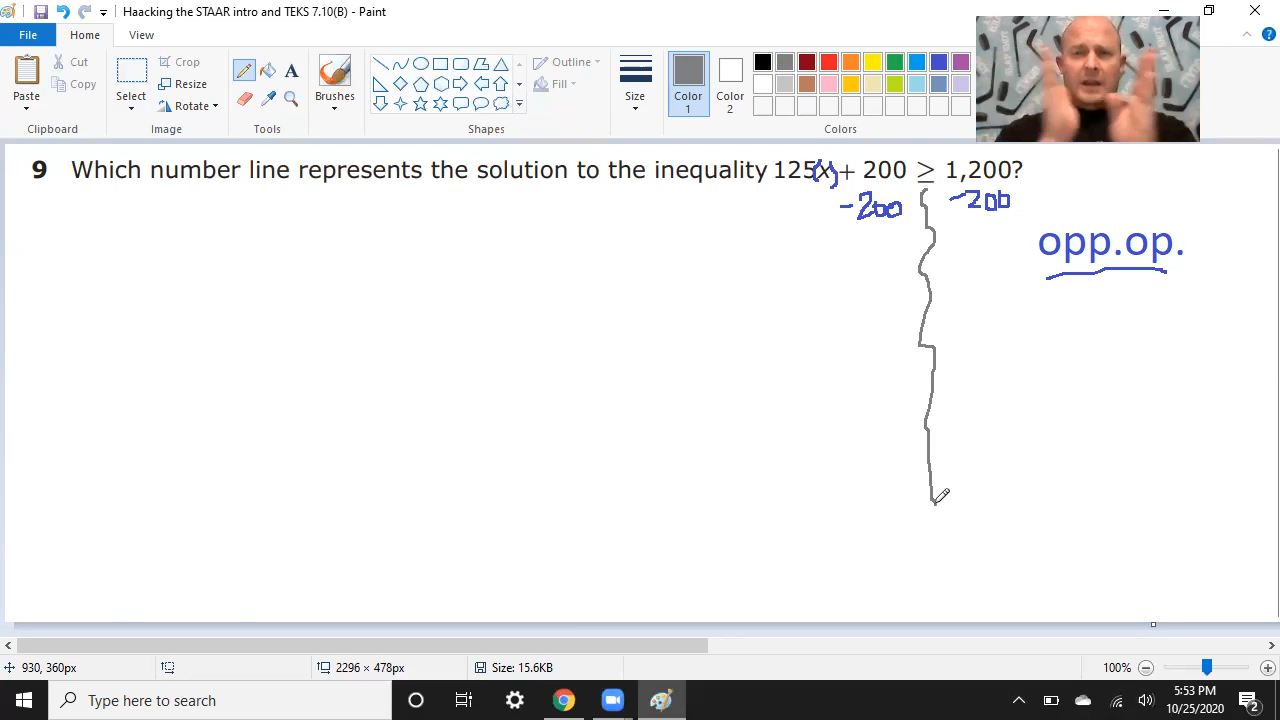 Haacking the STAAR intro and TEKS 7.10(B) - Paint
File Home View
Paste Cut Copy Select Crop Resize Rotate Brushes Size Outline Fill Color 1 Color 2
Clipboard Image Tools Shapes Colors
9 Which number line represents the solution to the inequality 125(x) + 200 ≥ 1,200?
-200 -200
opp.op.
930, 360px 2296 × 478px Size: 15.6KB 100%
Type here to search
5:53 PM
10/25/2020 2